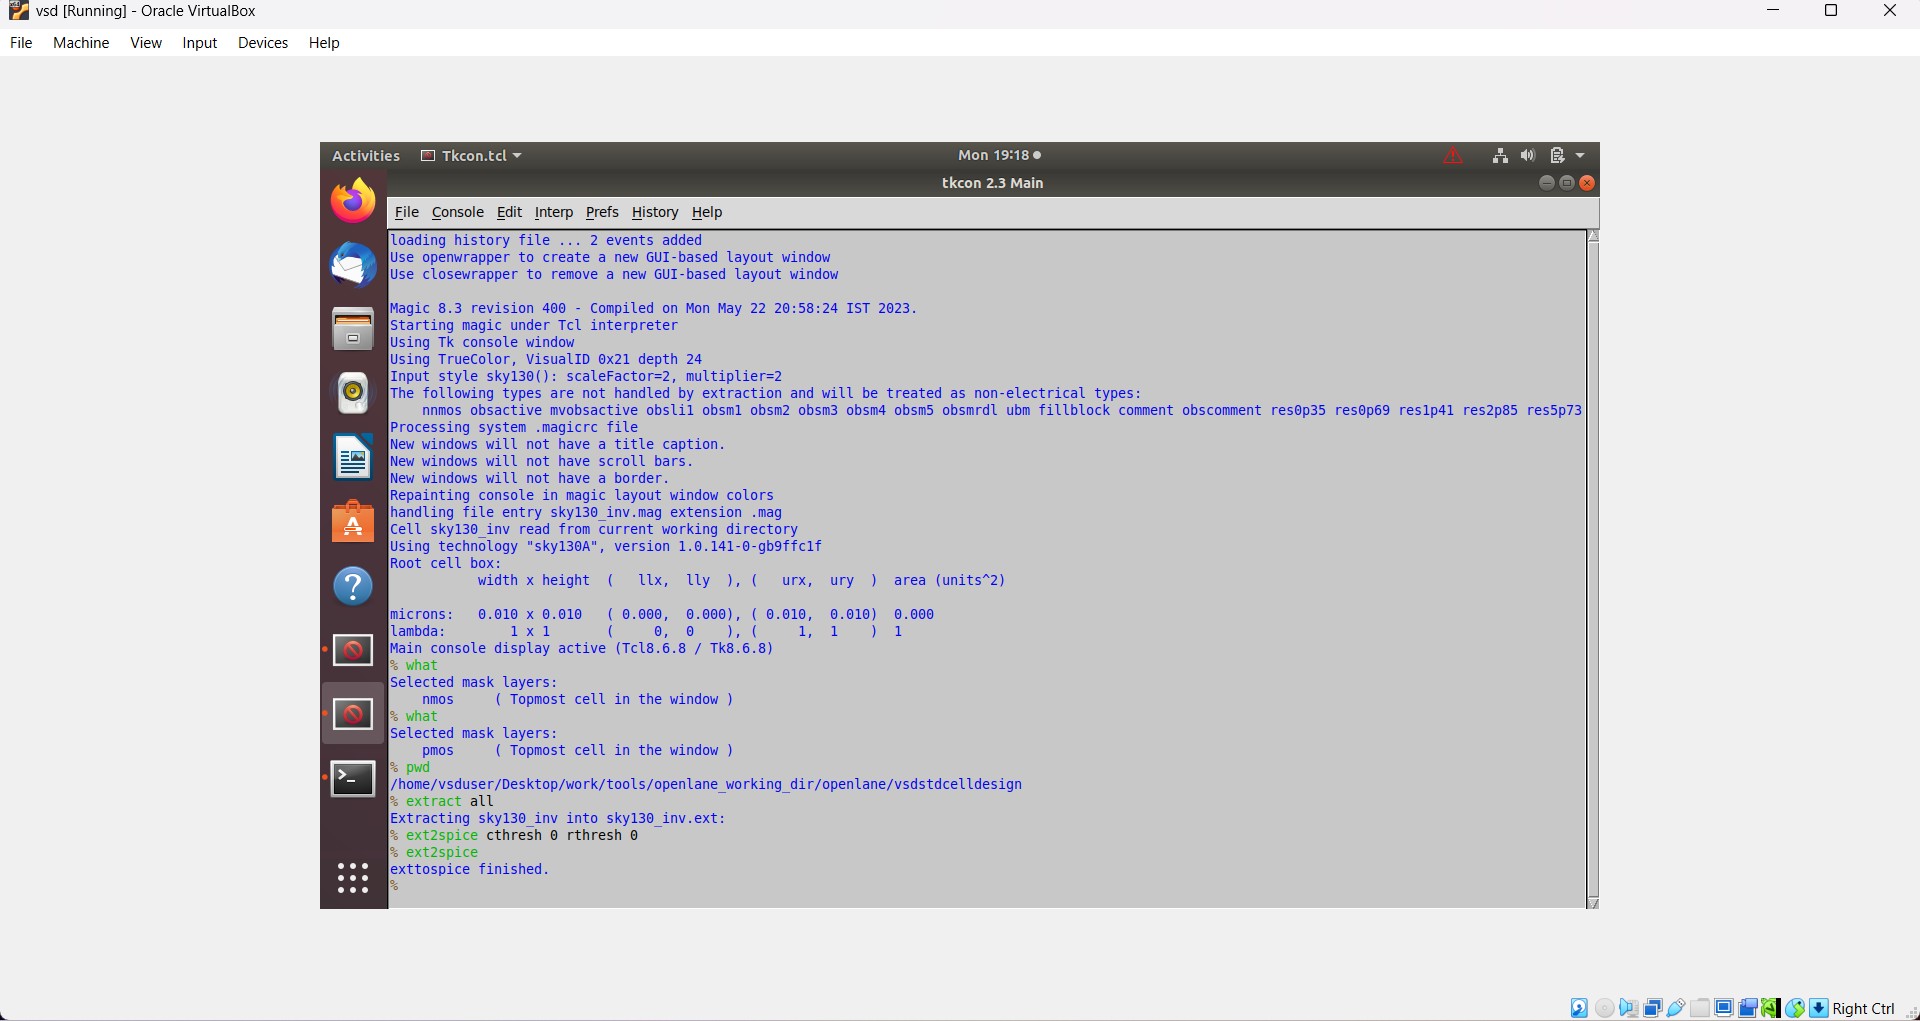 vsd [Running] - Oracle VirtualBox
File Machine View Input Devices Help
Activities Tkcon.tcl Mon 19:18
tkcon 2.3 Main
File Console Edit Interp Prefs History Help
loading history file ... 2 events added
Use openwrapper to create a new GUI-based layout window
Use closewrapper to remove a new GUI-based layout window
Magic 8.3 revision 400 - Compiled on Mon May 22 20:58:24 IST 2023.
Starting magic under Tcl interpreter
Using Tk console window
Using TrueColor, VisualID 0x21 depth 24
Input style sky130(): scaleFactor=2, multiplier=2
The following types are not handled by extraction and will be treated as non-electrical types:
nnmos obsactive mvobsactive obsli1 obsm1 obsm2 obsm3 obsm4 obsm5 obsmrdl ubm fillblock comment obscomment res0p35 res0p69 res1p41 res2p85 res5p73
Processing system .magicrc file
New windows will not have a title caption.
New windows will not have scroll bars.
New windows will not have a border.
Repainting console in magic layout window colors
handling file entry sky130_inv.mag extension .mag
Cell sky130_inv read from current working directory
Using technology "sky130A", version 1.0.141-0-gb9ffc1f
Root cell box:
width x height ( llx, lly ), ( urx, ury ) area (units^2)
microns: 0.010 x 0.010 ( 0.000, 0.000), ( 0.010, 0.010) 0.000
lambda: 1 x 1 ( 0, 0 ), ( 1, 1 ) 1
Main console display active (Tcl8.6.8 / Tk8.6.8)
% what
Selected mask layers:
nmos ( Topmost cell in the window )
% what
Selected mask layers:
pmos ( Topmost cell in the window )
% pwd
/home/vsduser/Desktop/work/tools/openlane_working_dir/openlane/vsdstdcelldesign
% extract all
Extracting sky130_inv into sky130_inv.ext:
% ext2spice cthresh 0 rthresh 0
% ext2spice
exttospice finished.
%
Right Ctrl